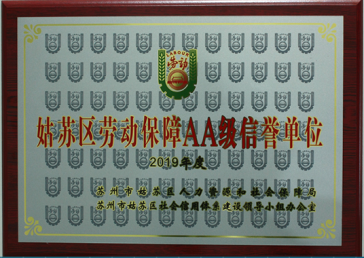 LABOUR
劳动
姑苏区劳动保障AA级信誉单位
2019年度
苏州市姑苏区人力资源和社会保障局
苏州市姑苏区社会信用体系建设领导小组办公室